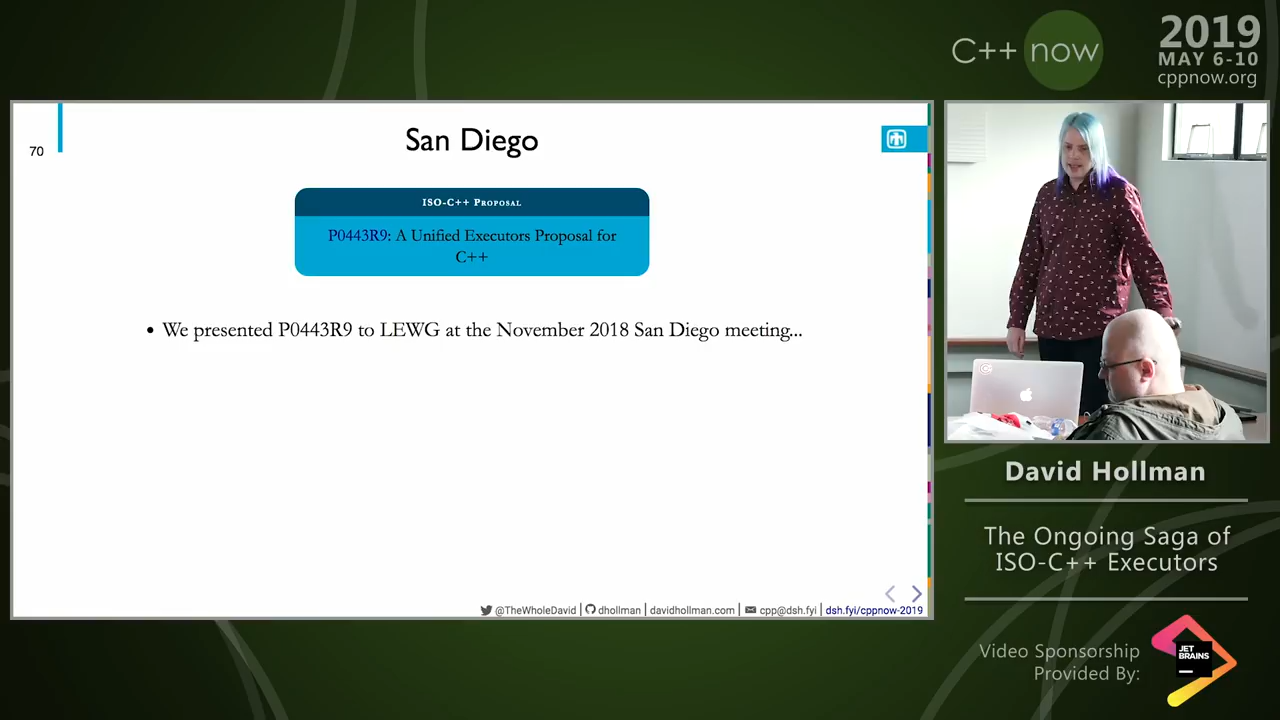 C++ now
2019
MAY 6-10
cppnow.org
70
San Diego
ISO-C++ Proposal
P0443R9: A Unified Executors Proposal for
C++
• We presented P0443R9 to LEWG at the November 2018 San Diego meeting...
@TheWholeDavid | dhollman | davidhollman.com | cpp@dsh.fyi | dsh.fyi/cppnow-2019
David Hollman
The Ongoing Saga of
ISO-C++ Executors
Video Sponsorship
Provided By:
JET
BRAINS